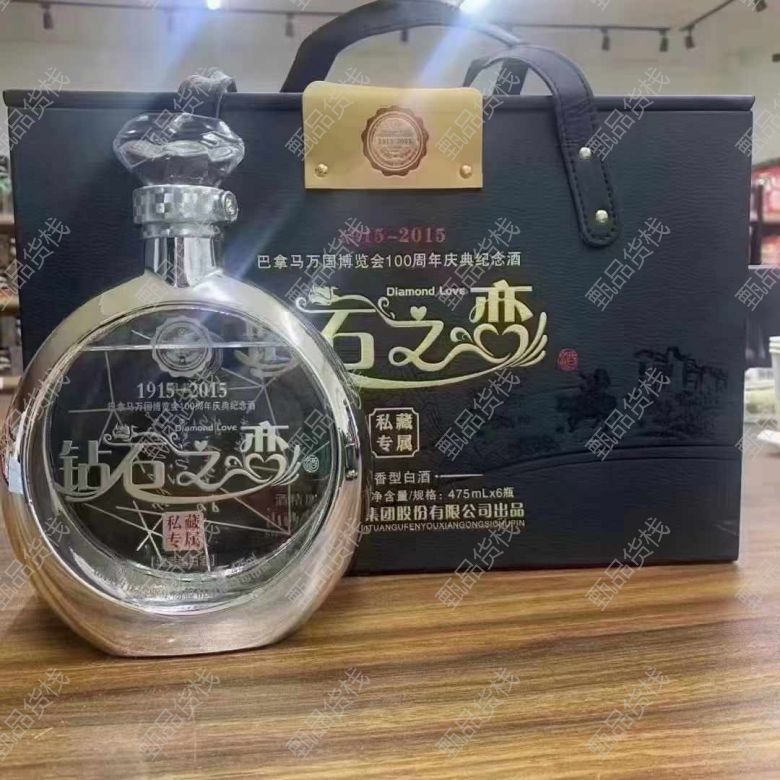 1915-2015
1915-2015
巴拿马万国博览会100周年庆典纪念酒
Diamond Love
石之恋
私藏
专属
香型白酒
净含量/规格: 475mLx6瓶
集团股份有限公司出品
ITUANGUFENYOUXIANGONGSICHUPIN
1915-2015
巴拿马万国博览会100周年庆典纪念酒
Diamond Love
钻石之恋
私藏
专属
甄品货栈